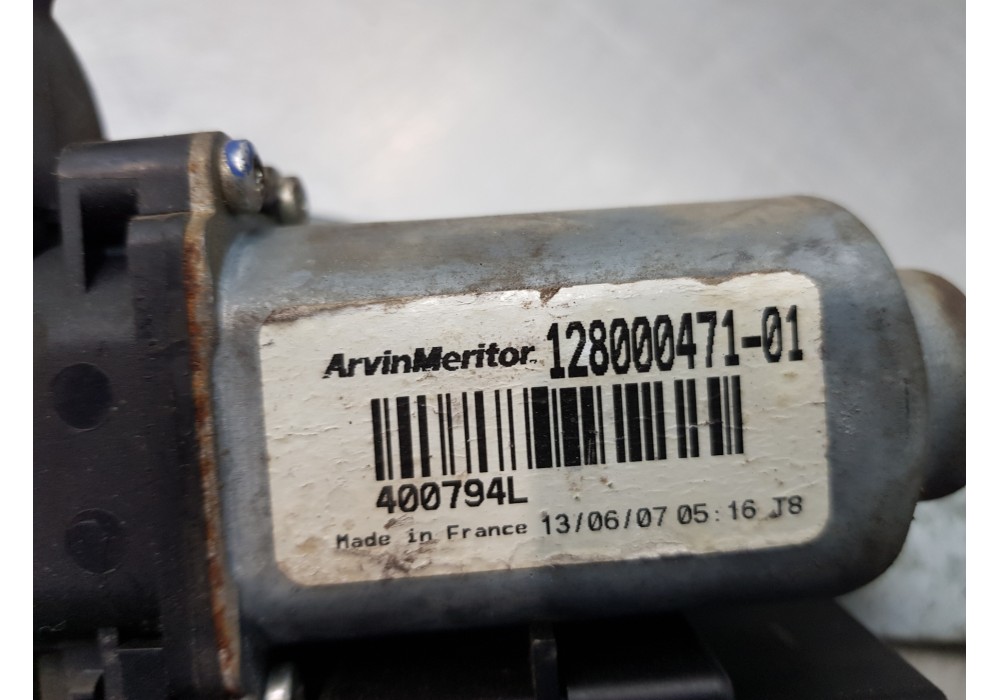 ArvinMeritor. 128000471-01
400794L
Made in France 13/06/07 05:16 J8